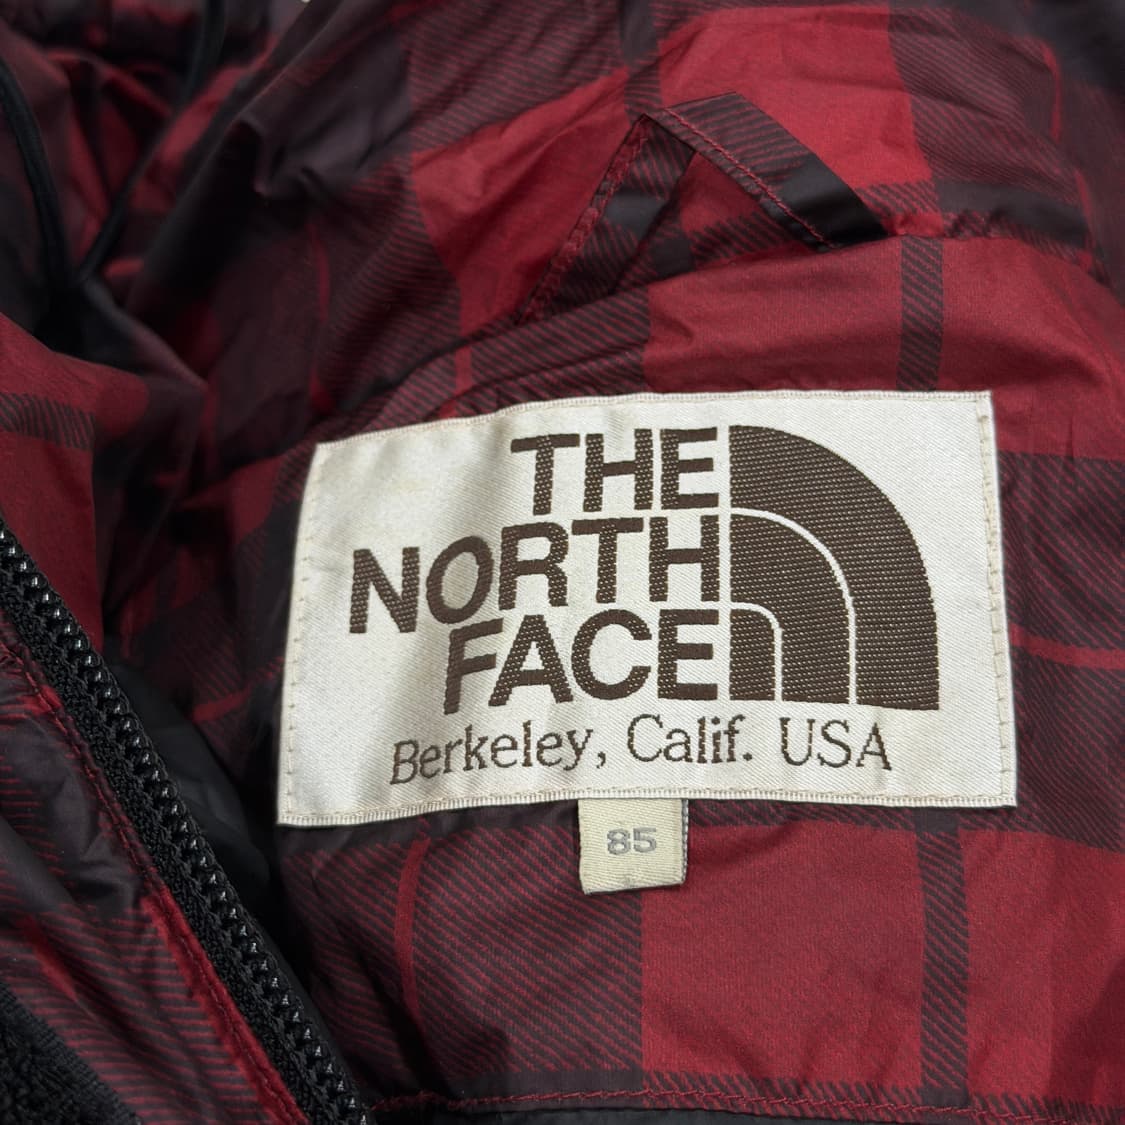 THE
NORTH
FACE
Berkeley, Calif. USA
85